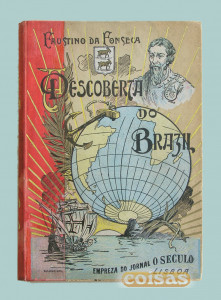 FAUSTINO DA FONSECA
DESCOBERTA
DO
BRAZIL
EMPREZA DO JORNAL O SECULO
LISBOA
coisas